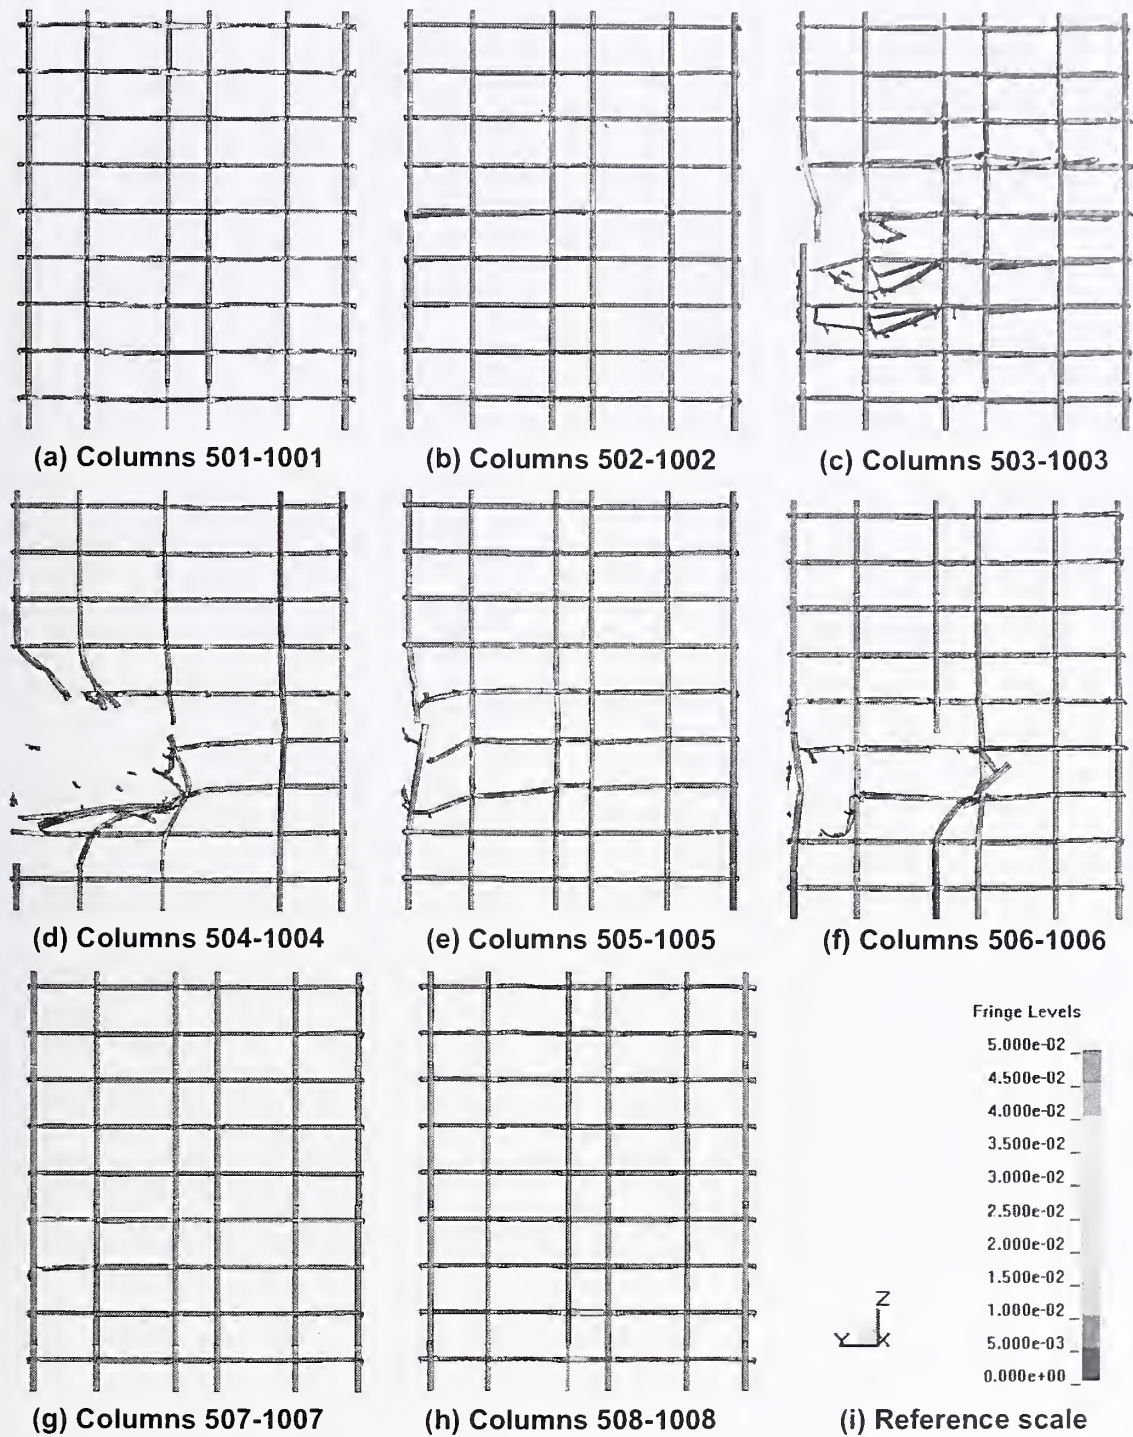 (a) Columns 501-1001
(b) Columns 502-1002
(c) Columns 503-1003
(d) Columns 504-1004
(e) Columns 505-1005
(f) Columns 506-1006
Fringe Levels
5.000e-02
4.500e-02
4.000e-02
3.500e-02
3.000e-02
2.500e-02
2.000e-02
1.500e-02
1.000e-02
5.000e-03
0.000e+00
Z
Y X
(g) Columns 507-1007
(h) Columns 508-1008
(i) Reference scale